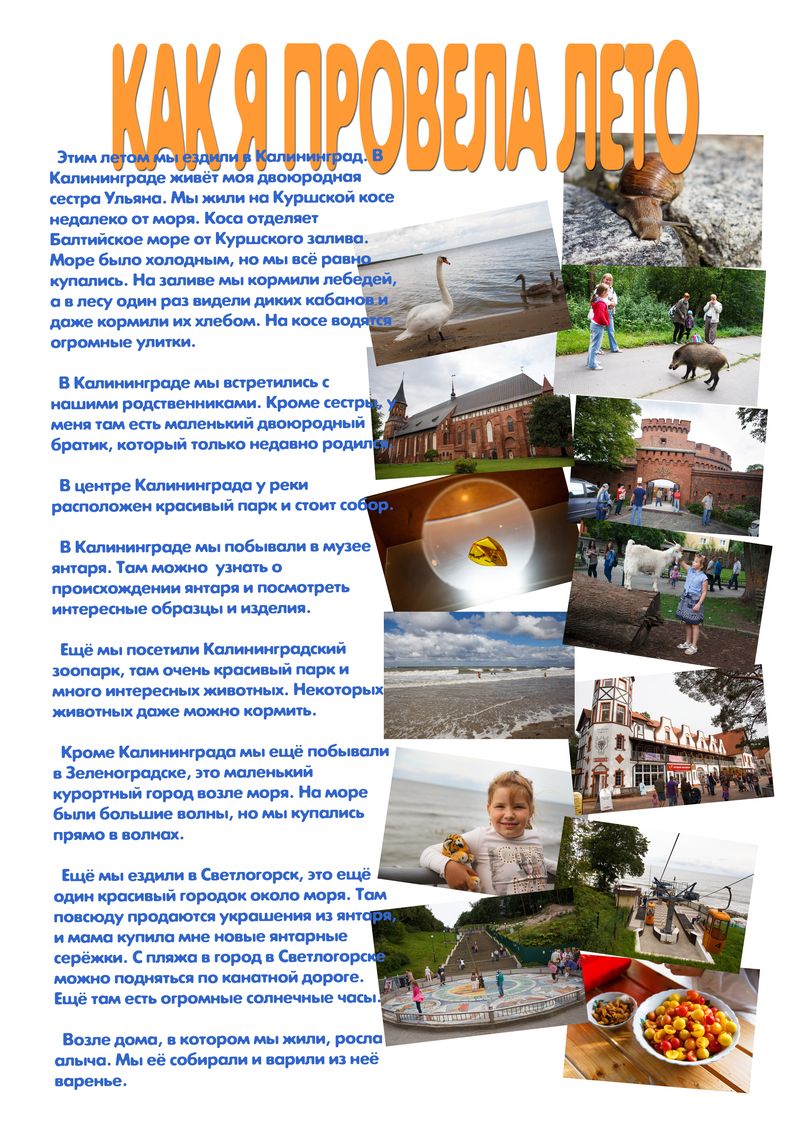 КАК Я ПРОВЕЛА ЛЕТО
Этим летом мы ездили в Калининград. В
Калининграде живёт моя двоюродная
сестра Ульяна. Мы жили на Куршской косе
недалеко от моря. Коса отделяет
Балтийское море от Куршского залива.
Море было холодным, но мы всё равно
купались. На заливе мы кормили лебедей,
а в лесу один раз видели диких кабанов и
даже кормили их хлебом. На косе водятся
огромные улитки.
В Калининграде мы встретились с
нашими родственниками. Кроме сестры, у
меня там есть маленький двоюродный
братик, который только недавно родился.
В центре Калининграда у реки
расположен красивый парк и стоит собор.
В Калининграде мы побывали в музее
янтаря. Там можно узнать о
происхождении янтаря и посмотреть
интересные образцы и изделия.
Ещё мы посетили Калининградский
зоопарк, там очень красивый парк и
много интересных животных. Некоторых
животных даже можно кормить.
Кроме Калининграда мы ещё побывали
в Зеленоградске, это маленький
курортный город возле моря. На море
были большие волны, но мы купались
прямо в волнах.
Ещё мы ездили в Светлогорск, это ещё
один красивый городок около моря. Там
повсюду продаются украшения из янтаря,
и мама купила мне новые янтарные
серёжки. С пляжа в город в Светлогорске
можно подняться по канатной дороге.
Ещё там есть огромные солнечные часы.
Возле дома, в котором мы жили, росла
алыча. Мы её собирали и варили из неё
варенье.